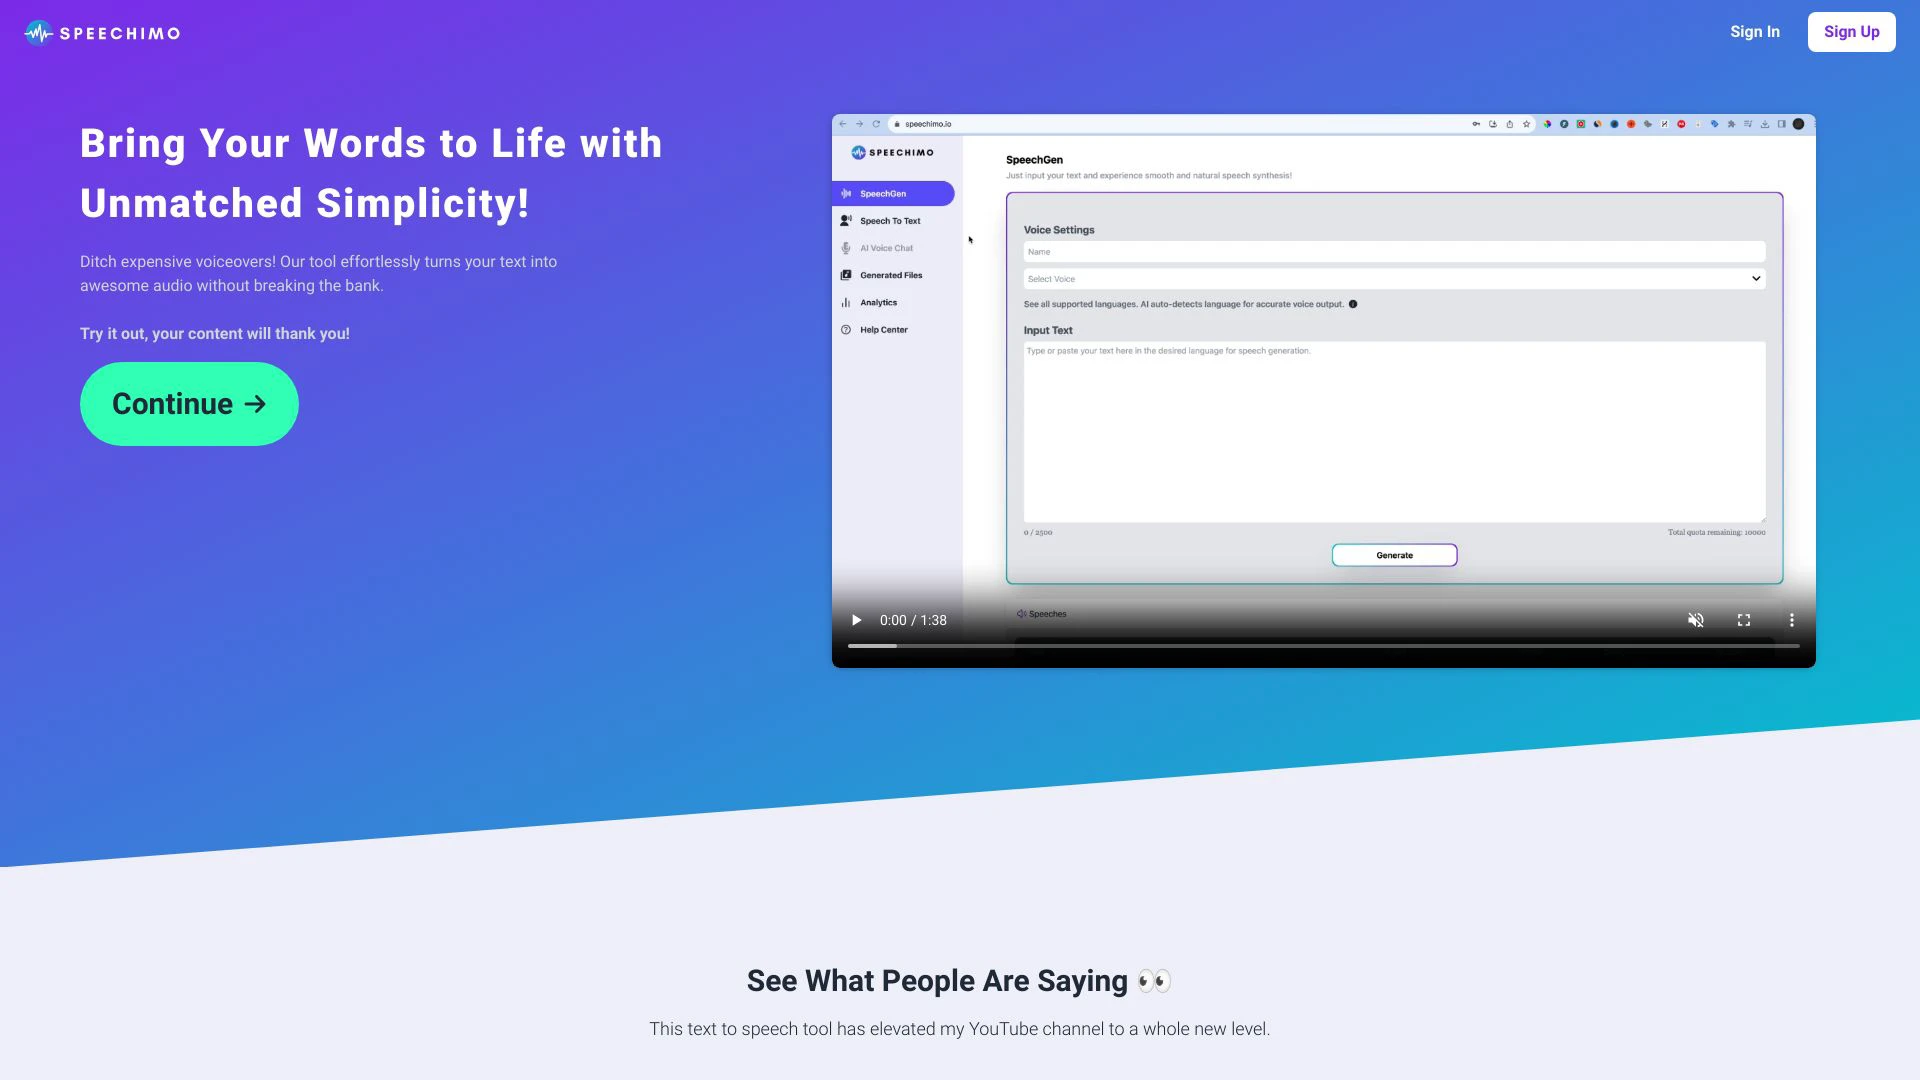 SPEECHIMO
Sign In
Sign Up
Bring Your Words to Life with
Unmatched Simplicity!
Ditch expensive voiceovers! Our tool effortlessly turns your text into
awesome audio without breaking the bank.
Try it out, your content will thank you!
Continue →
speechimo.io
SPEECHIMO
SpeechGen
Speech To Text
AI Voice Chat
Generated Files
Analytics
Help Center
SpeechGen
Just input your text and experience smooth and natural speech synthesis!
Voice Settings
Name
Select Voice
See all supported languages. AI auto-detects language for accurate voice output.
Input Text
Type or paste your text here in the desired language for speech generation.
0 / 2500
Total quota remaining: 10000
Generate
Speeches
0:00 / 1:38
See What People Are Saying 👀
This text to speech tool has elevated my YouTube channel to a whole new level.